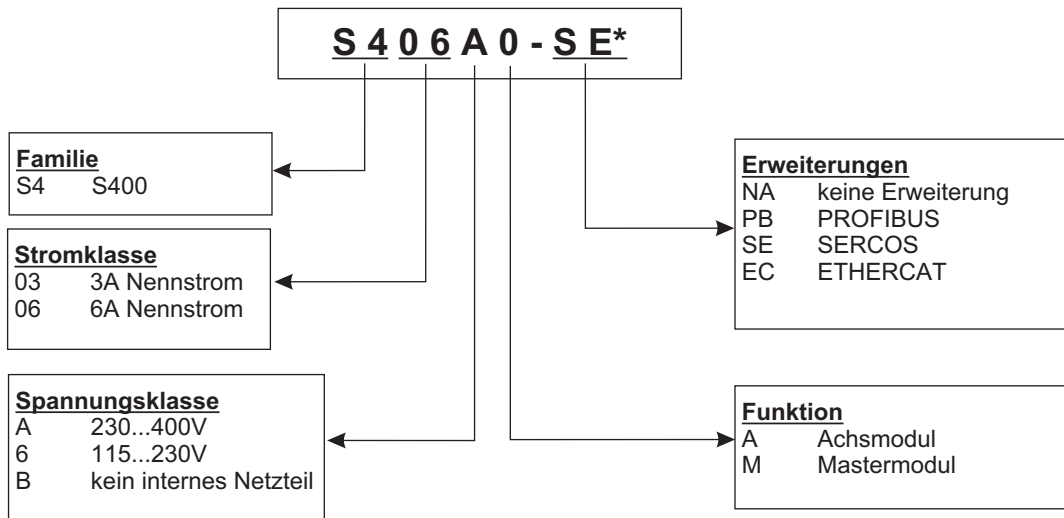 S 4 0 6 A 0 - S E*
Familie
S4 S400
Stromklasse
03 3A Nennstrom
06 6A Nennstrom
Spannungsklasse
A 230...400V
6 115...230V
B kein internes Netzteil
Erweiterungen
NA keine Erweiterung
PB PROFIBUS
SE SERCOS
EC ETHERCAT
Funktion
A Achsmodul
M Mastermodul